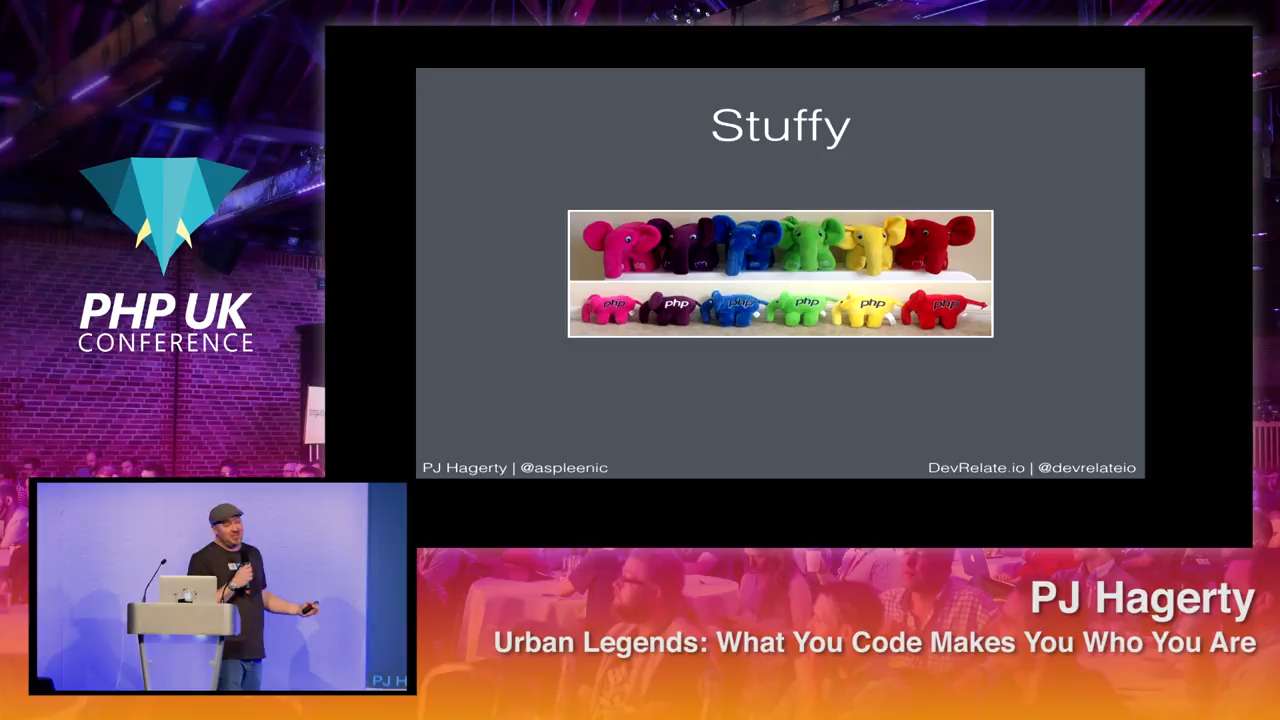 Stuffy
php php php php php php
PJ Hagerty | @aspleenic
DevRelate.io | @devrelateio
PHP UK
CONFERENCE
PJ H
PJ Hagerty
Urban Legends: What You Code Makes You Who You Are